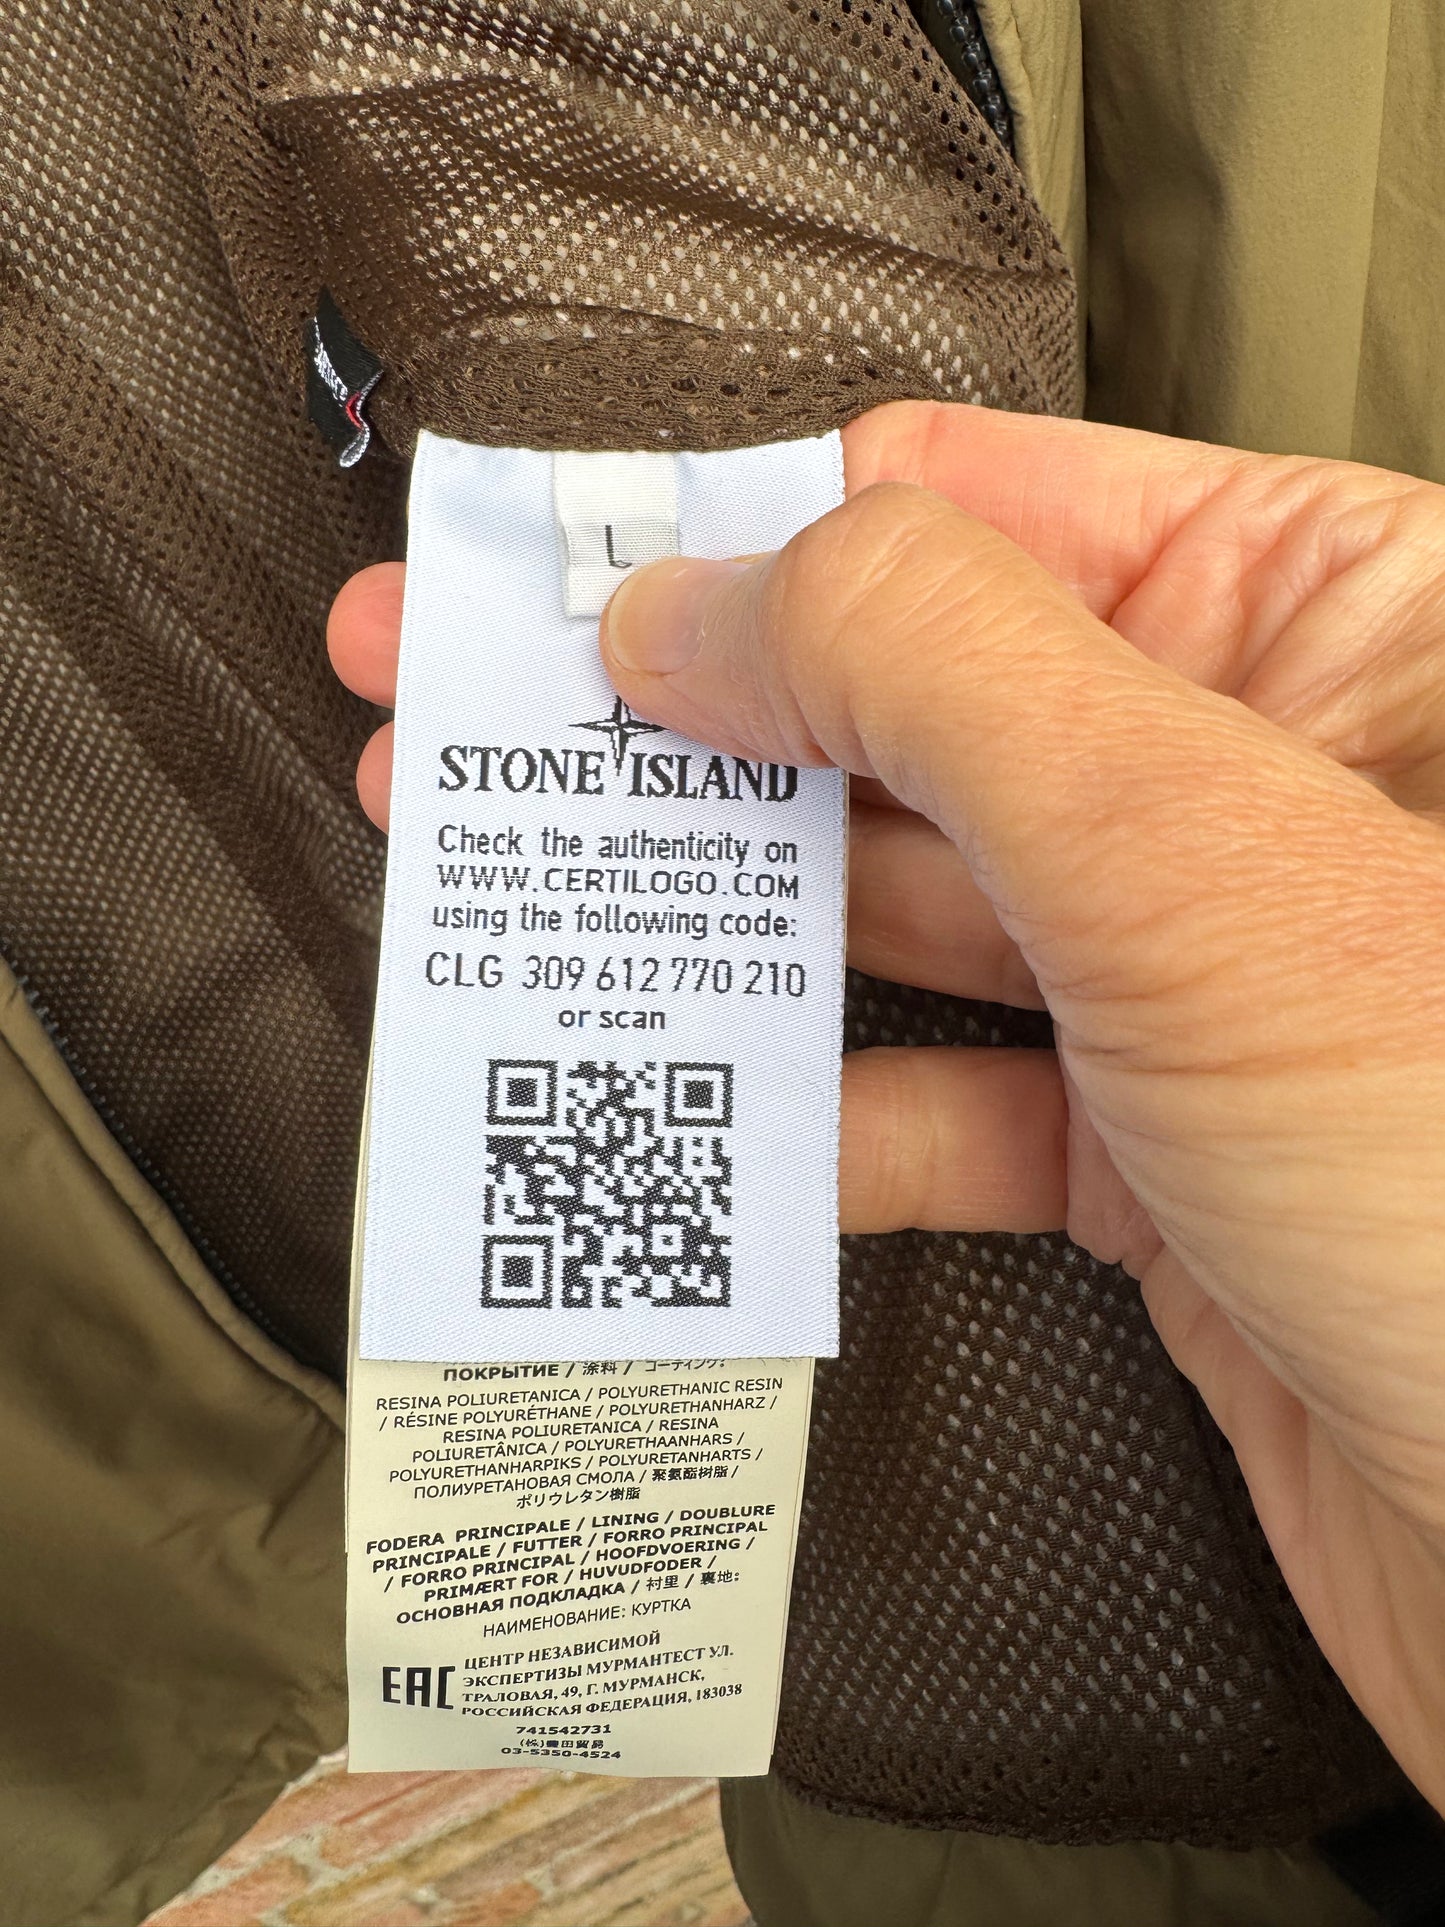 L
STONE ISLAND
Check the authenticity on
WWW.CERTILOGO.COM
using the following code:
CLG 309 612 770 210
or scan
ПОКРЫТИЕ / 涂料 / コーティング:
RESINA POLIURETANICA / POLYURETHANIC RESIN
/ RÉSINE POLYURÉTHANE / POLYURETHANHARZ /
RESINA POLIURETANICA / RESINA
POLIURETÂNICA / POLYURETHAANHARS /
POLYURETHANHARPIKS / POLYURETANHARTS /
ПОЛИУРЕТАНОВАЯ СМОЛА / 聚氨酯树脂 /
ポリウレタン樹脂
FODERA PRINCIPALE / LINING / DOUBLURE
PRINCIPALE / FUTTER / FORRO PRINCIPAL
/ FORRO PRINCIPAL / HOOFDVOERING /
PRIMÆRT FOR / HUVUDFODER /
ОСНОВНАЯ ПОДКЛАДКА / 衬里 / 裏地:
НАИМЕНОВАНИЕ: КУРТКА
EAC
ЦЕНТР НЕЗАВИСИМОЙ
ЭКСПЕРТИЗЫ МУРМАНТЕСТ УЛ.
ТРАЛОВАЯ, 49, Г. МУРМАНСК,
РОССИЙСКАЯ ФЕДЕРАЦИЯ, 183038
741542731
(株)豊田貿易
03-5350-4524